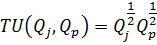 TU(Q_j, Q_p) = Q_j^{1/2} Q_p^{1/2}